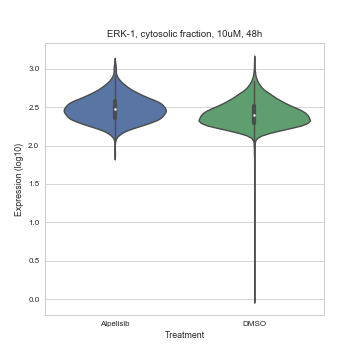 ERK-1, cytosolic fraction, 10uM, 48h
3.0
2.5
2.0
1.5
1.0
0.5
0.0
Expression (log10)
Alpelisib
DMSO
Treatment